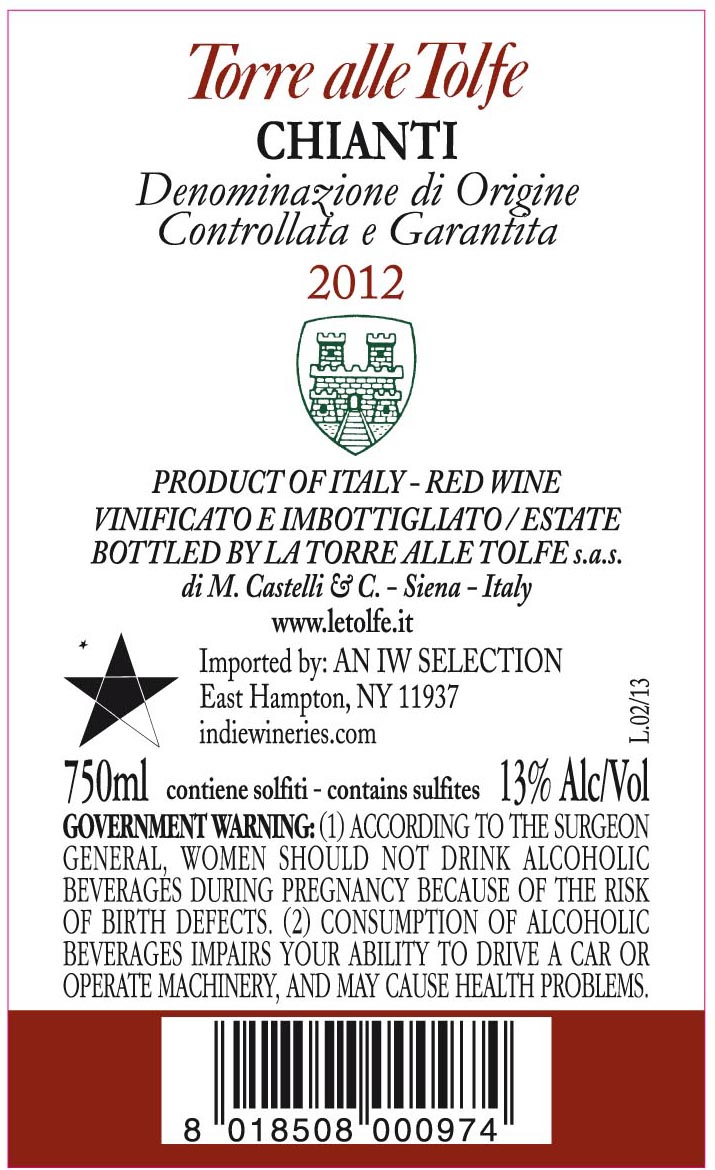 Torre alle Tolfe
CHIANTI
Denominazione di Origine
Controllata e Garantita
2012
PRODUCT OF ITALY - RED WINE
VINIFICATO E IMBOTTIGLIATO / ESTATE
BOTTLED BY LA TORRE ALLE TOLFE s.a.s.
di M. Castelli & C. - Siena - Italy
www.letolfe.it
Imported by: AN IW SELECTION
East Hampton, NY 11937
indiewineries.com
L.02/13
750ml contiene solfiti - contains sulfites 13% Alc/Vol
GOVERNMENT WARNING: (1) ACCORDING TO THE SURGEON
GENERAL, WOMEN SHOULD NOT DRINK ALCOHOLIC
BEVERAGES DURING PREGNANCY BECAUSE OF THE RISK
OF BIRTH DEFECTS. (2) CONSUMPTION OF ALCOHOLIC
BEVERAGES IMPAIRS YOUR ABILITY TO DRIVE A CAR OR
OPERATE MACHINERY, AND MAY CAUSE HEALTH PROBLEMS.
8 018508 000974